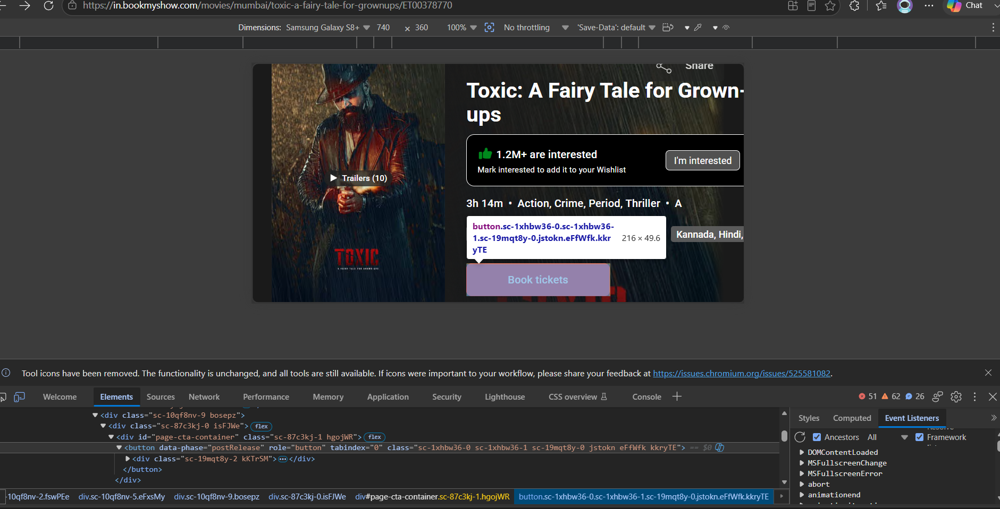 https://in.bookmyshow.com/movies/mumbai/toxic-a-fairy-tale-for-grownups/ET00378770
Chat
Dimensions: Samsung Galaxy S8+ 740 × 360 100% No throttling 'Save-Data': default
Share
Toxic: A Fairy Tale for Grown-
ups
1.2M+ are interested
Mark interested to add it to your Wishlist
I'm interested
Trailers (10)
3h 14m • Action, Crime, Period, Thriller • A
button.sc-1xhbw36-0.sc-1xhbw36-
1.sc-19mqt8y-0.jstokn.eFfWfk.kkr
yTE
216 × 49.6
Kannada, Hindi,
TOXIC
A FAIRY TALE FOR GROWN-UPS
Book tickets
Tool icons have been removed. The functionality is unchanged, and all tools are still available. If icons were important to your workflow, please share your feedback at https://issues.chromium.org/issues/525581082.
Welcome Elements Sources Network Performance Memory Application Security Lighthouse CSS overview Console 51 62 26
<div class="sc-10qf8nv-9 bosepz">
<div class="sc-87c3kj-0 isFJWe"> flex
<div id="page-cta-container" class="sc-87c3kj-1 hgojWR"> flex
<button data-phase="postRelease" role="button" tabindex="0" class="sc-1xhbw36-0 sc-1xhbw36-1 sc-19mqt8y-0 jstokn eFfWfk kkryTE"> == $0
<div class="sc-19mqt8y-2 kKTrSM"> ••• </div>
</button>
</div>
-10qf8nv-2.fswPEe div.sc-10qf8nv-5.eFxsMy div.sc-10qf8nv-9.bosepz div.sc-87c3kj-0.isFJWe div#page-cta-container.sc-87c3kj-1.hgojWR button.sc-1xhbw36-0.sc-1xhbw36-1.sc-19mqt8y-0.jstokn.eFfWfk.kkryTE
Styles Computed Event Listeners
Ancestors All Framework
DOMContentLoaded
MSFullscreenChange
MSFullscreenError
abort
animationend